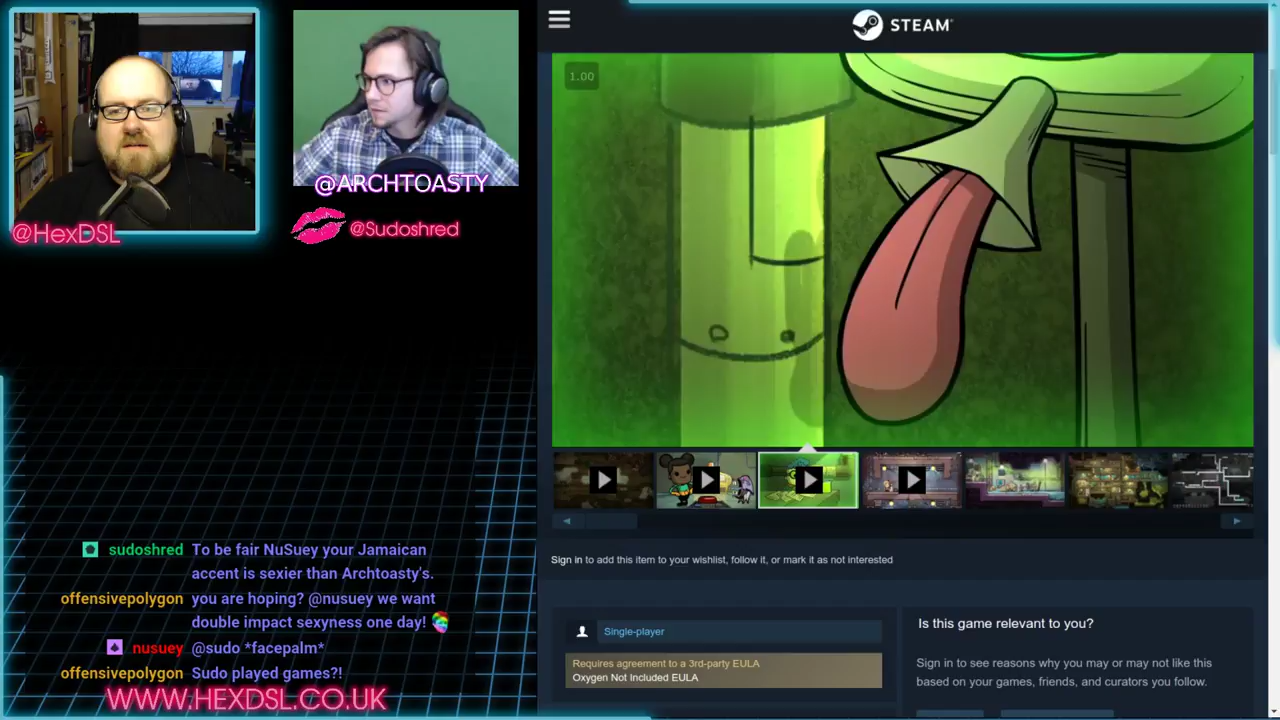 @HexDSL
@ARCHTOASTY
@Sudoshred
sudoshred To be fair NuSuey your Jamaican
accent is sexier than Archtoasty's.
offensivepolygon you are hoping? @nusuey we want
double impact sexyness one day!
nusuey @sudo *facepalm*
offensivepolygon Sudo played games?!
WWW.HEXDSL.CO.UK
STEAM
1.00
Sign in to add this item to your wishlist, follow it, or mark it as not interested
Single-player
Requires agreement to a 3rd-party EULA
Oxygen Not Included EULA
Is this game relevant to you?
Sign in to see reasons why you may or may not like this
based on your games, friends, and curators you follow.